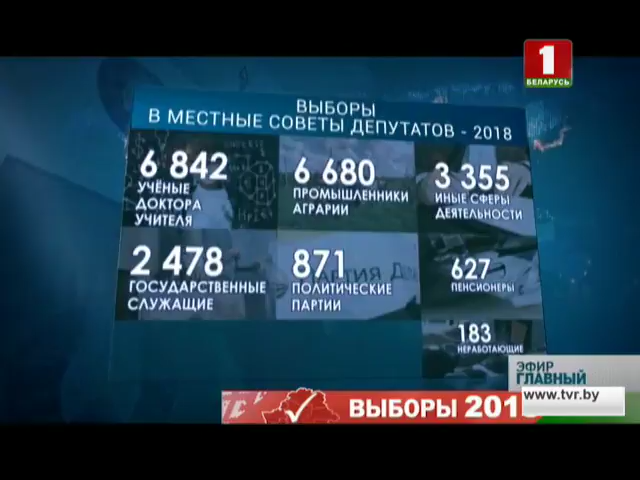 1
БЕЛАРУСЬ
ВЫБОРЫ
В МЕСТНЫЕ СОВЕТЫ ДЕПУТАТОВ - 2018
6 842
УЧЁНЫЕ
ДОКТОРА
УЧИТЕЛЯ
6 680
ПРОМЫШЛЕННИКИ
АГРАРИИ
3 355
ИНЫЕ СФЕРЫ
ДЕЯТЕЛЬНОСТИ
2 478
ГОСУДАРСТВЕННЫЕ
СЛУЖАЩИЕ
871
ПОЛИТИЧЕСКИЕ
ПАРТИИ
627
ПЕНСИОНЕРЫ
183
НЕРАБОТАЮЩИЕ
ЭФИР
ГЛАВНЫЙ
www.tvr.by
ВЫБОРЫ 201